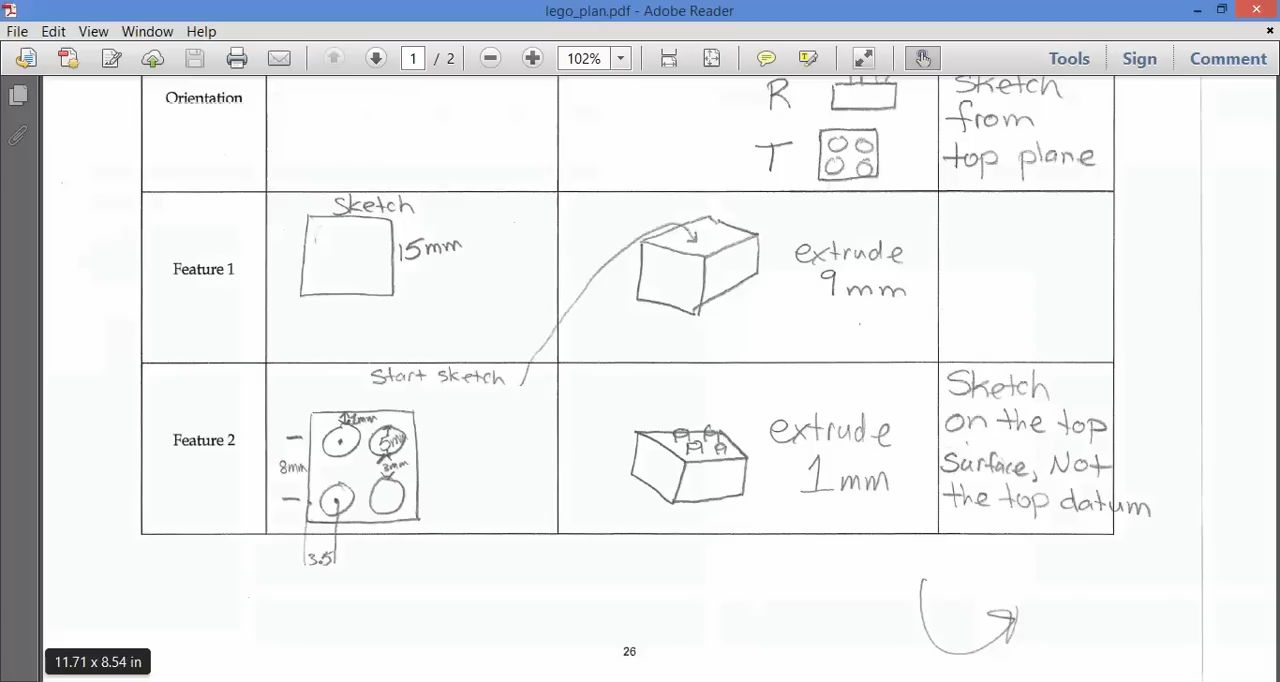 lego_plan.pdf - Adobe Reader
File Edit View Window Help
1 / 2
102%
Tools Sign Comment
Orientation
R
T
Sketch
from
top plane
Feature 1
Sketch
15mm
extrude
9mm
Feature 2
Start sketch
8mm
5m
3mm
3.5
extrude
1mm
Sketch
on the top
surface, Not
the top datum
26
11.71 x 8.54 in